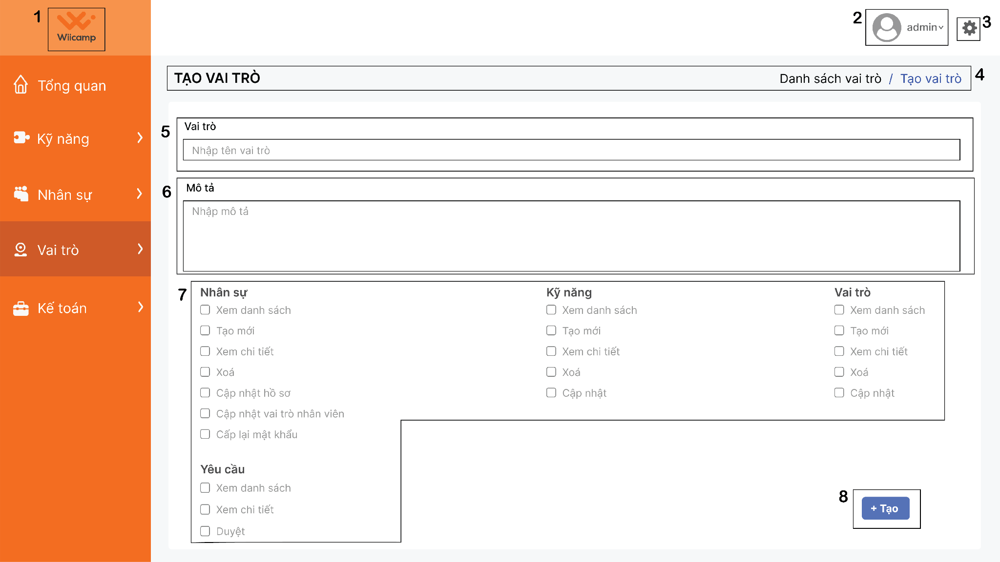 1
Wiicamp
2
admin
3
Tổng quan
Kỹ năng
Nhân sự
Vai trò
Kế toán
TẠO VAI TRÒ
Danh sách vai trò / Tạo vai trò
4
5
Vai trò
Nhập tên vai trò
6
Mô tả
Nhập mô tả
7
Nhân sự
Xem danh sách
Tạo mới
Xem chi tiết
Xoá
Cập nhật hồ sơ
Cập nhật vai trò nhân viên
Cấp lại mật khẩu
Kỹ năng
Xem danh sách
Tạo mới
Xem chi tiết
Xoá
Cập nhật
Vai trò
Xem danh sách
Tạo mới
Xem chi tiết
Xoá
Cập nhật
Yêu cầu
Xem danh sách
Xem chi tiết
Duyệt
8
+ Tạo